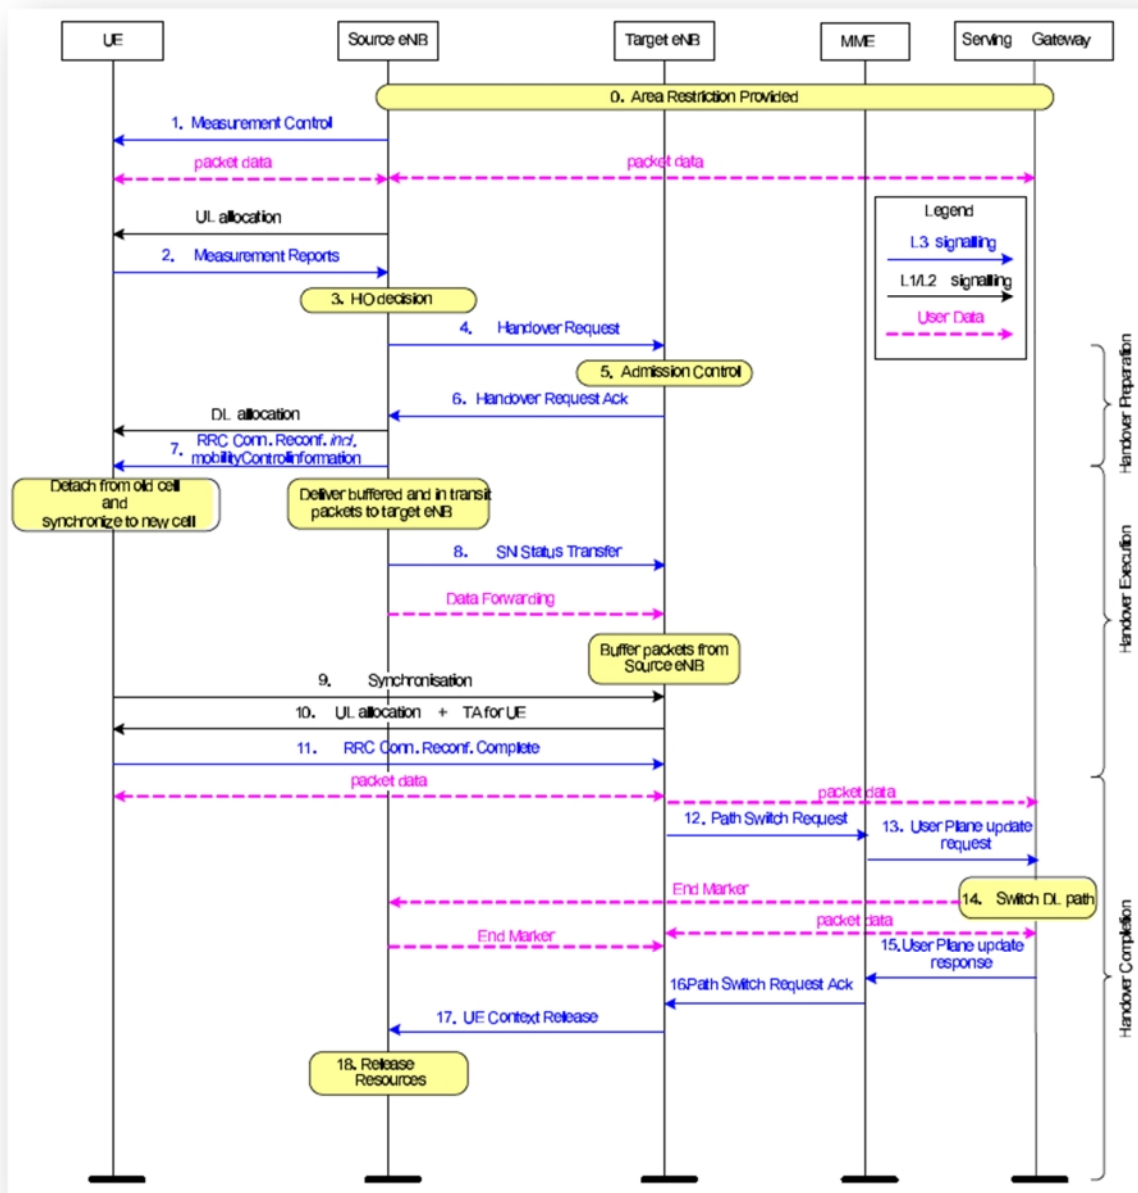 UE
Source eNB
Target eNB
MME
Serving Gateway
0. Area Restriction Provided
1. Measurement Control
packet data
packet data
UL allocation
Legend
L3 signalling
L1/L2 signalling
User Data
2. Measurement Reports
3. HO decision
4. Handover Request
5. Admission Control
6. Handover Request Ack
DL allocation
7. RRC Conn. Reconf. incl.
mobilityControlinformation
Handover Preparation
Detach from old cell
and
synchronize to new cell
Deliver buffered and in transit
packets to target eNB
8. SN Status Transfer
Data Forwarding
Buffer packets from
Source eNB
9. Synchronisation
10. UL allocation + TA for UE
11. RRC Conn. Reconf. Complete
Handover Execution
packet data
packet data
12. Path Switch Request
13. User Plane update
request
End Marker
14. Switch DL path
packet data
End Marker
15.User Plane update
response
16.Path Switch Request Ack
17. UE Context Release
18. Release
Resources
Handover Completion